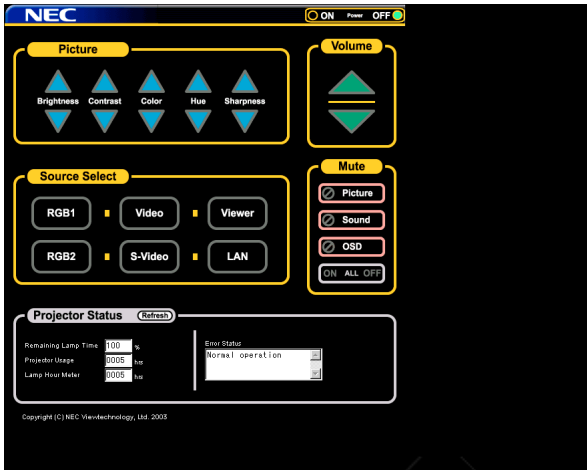 NEC
ON Power OFF
Picture
Brightness Contrast Color Hue Sharpness
Volume
Source Select
RGB1 Video Viewer
RGB2 S-Video LAN
Mute
Picture
Sound
OSD
ON ALL OFF
Projector Status Refresh
Remaining Lamp Time 100 %
Projector Usage 0005 hrs
Lamp Hour Meter 0005 hrs
Error Status
Normal operation
Copyright (C) NEC Viewtechnology, Ltd. 2003